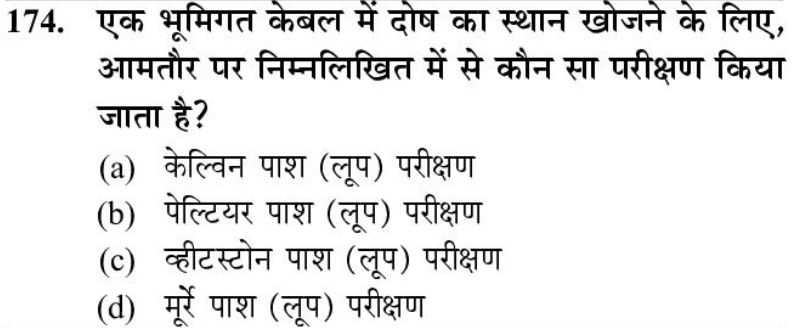 174. एक भूमिगत केबल में दोष का स्थान खोजने के लिए,
आमतौर पर निम्नलिखित में से कौन सा परीक्षण किया
जाता है?
(a) केल्विन पाश (लूप) परीक्षण
(b) पेल्टियर पाश (लूप) परीक्षण
(c) व्हीटस्टोन पाश (लूप) परीक्षण
(d) मूर्रे पाश (लूप) परीक्षण